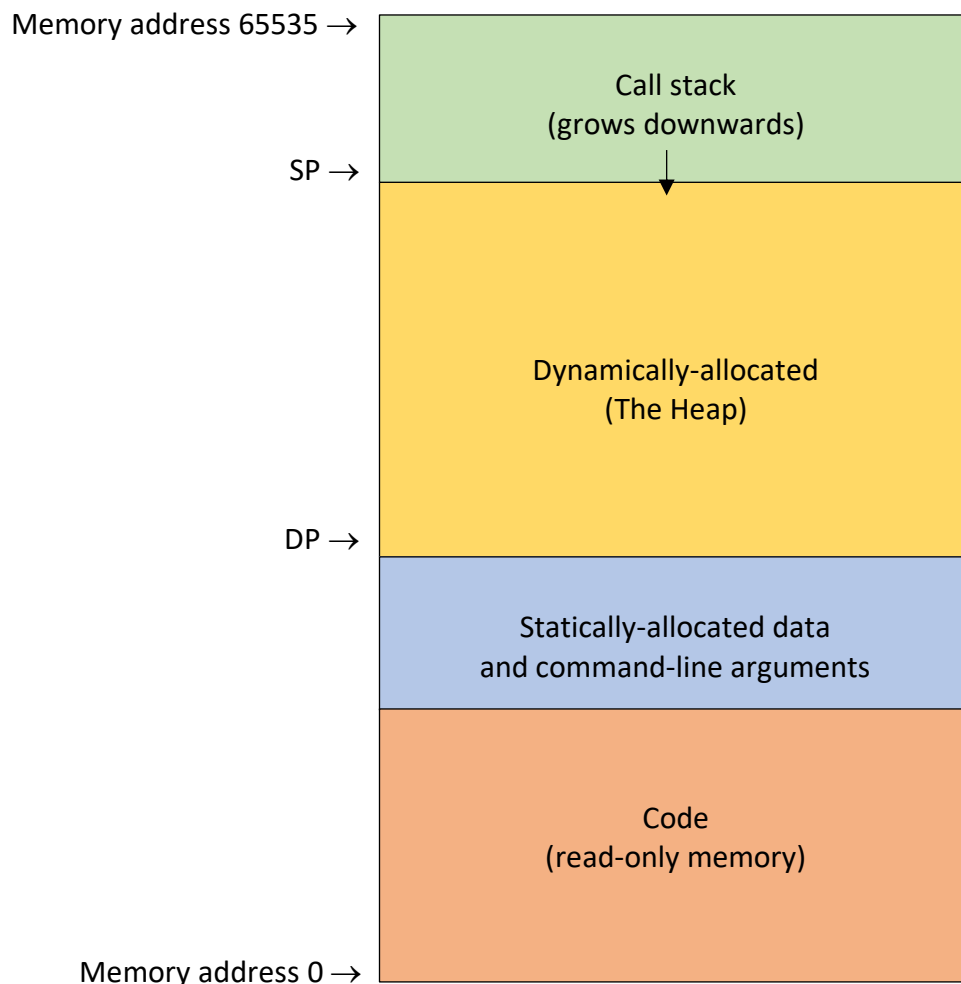 Memory address 65535 →
Call stack
(grows downwards)
SP →
Dynamically-allocated
(The Heap)
DP →
Statically-allocated data
and command-line arguments
Code
(read-only memory)
Memory address 0 →